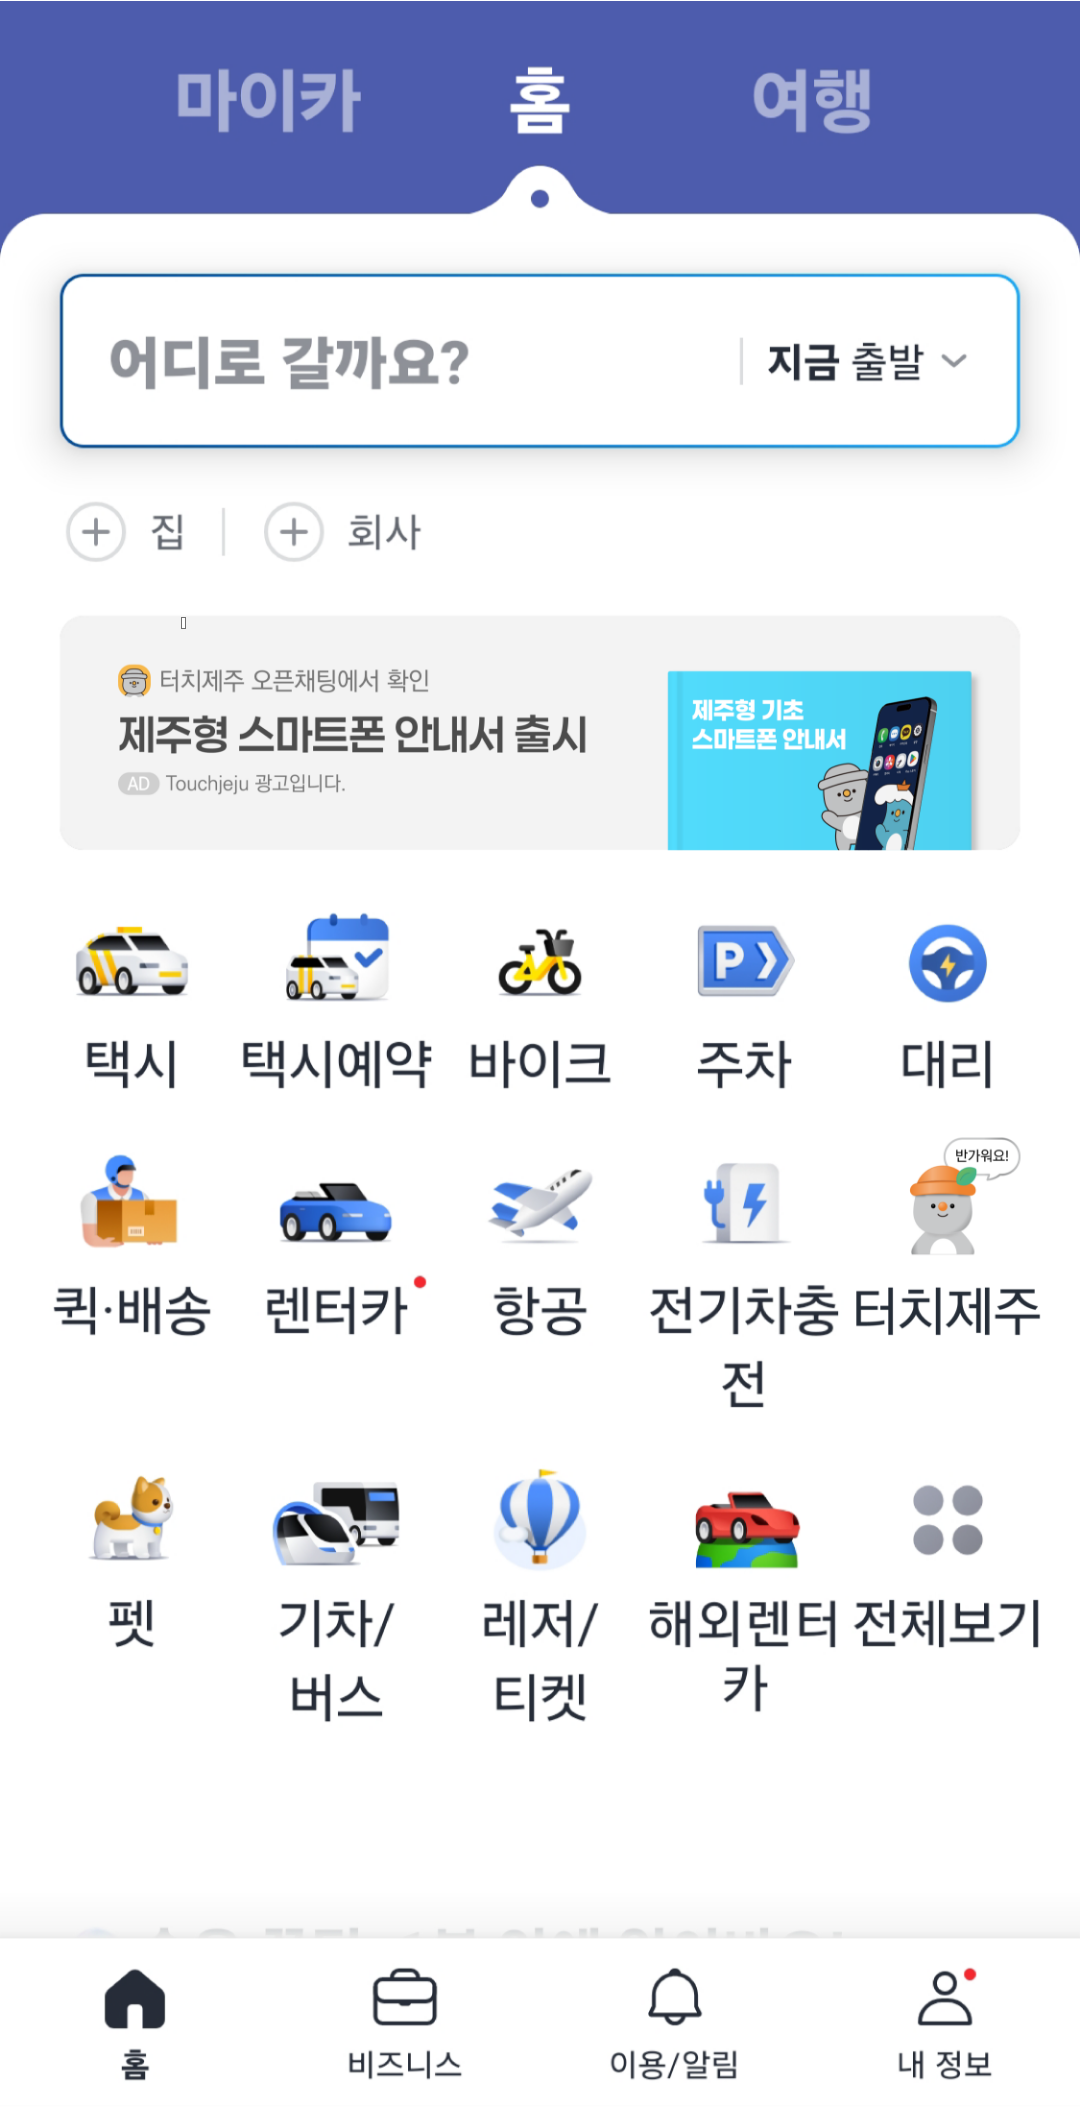 마이카 홈 여행
어디로 갈까요? 지금 출발
집 회사
터치제주 오픈채팅에서 확인
제주형 스마트폰 안내서 출시
AD Touchjeju 광고입니다.
제주형 기초
스마트폰 안내서
택시 택시예약 바이크 주차 대리
P
반가워요!
퀵·배송 렌터카 항공 전기차충전 터치제주
펫 기차/ 레저/ 해외렌터 전체보기
버스 티켓 카
홈 비즈니스 이용/알림 내 정보